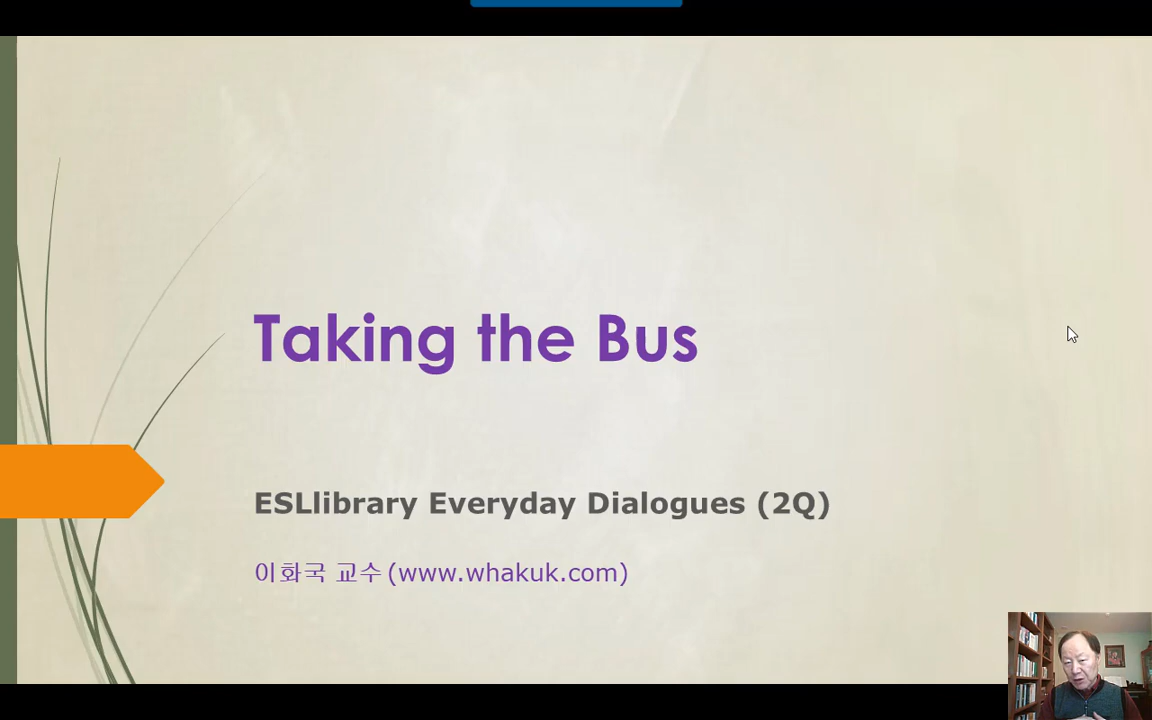 Taking the Bus
ESLlibrary Everyday Dialogues (2Q)
이화국 교수 (www.whakuk.com)